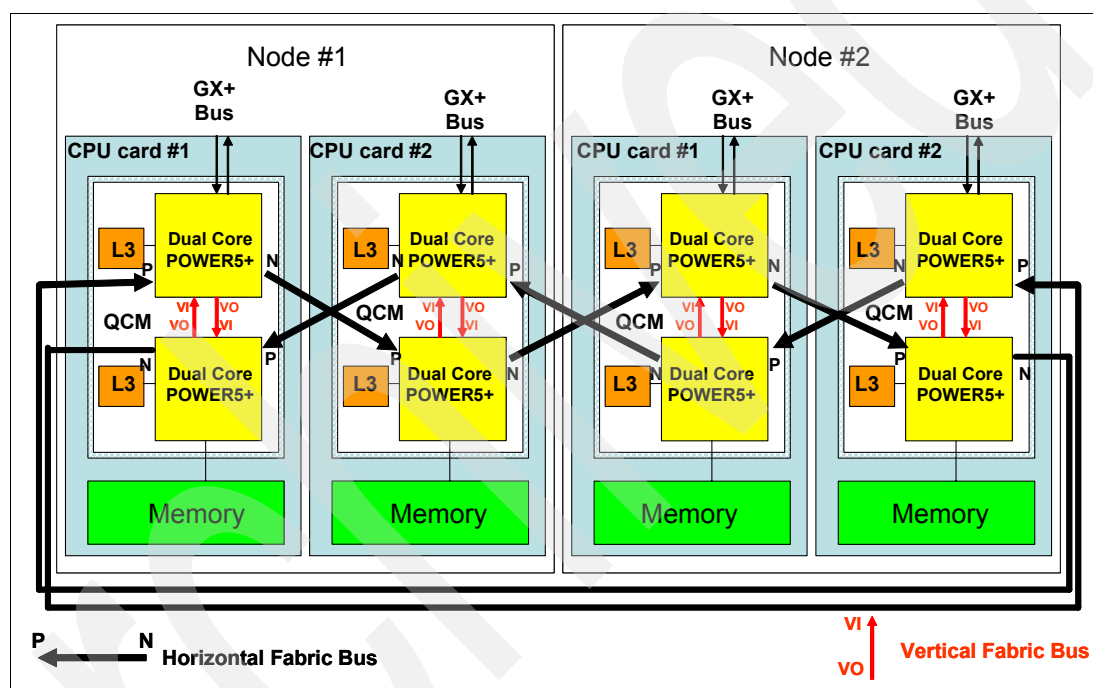 Node #1
Node #2
GX+
Bus
GX+
Bus
GX+
Bus
GX+
Bus
CPU card #1
CPU card #2
CPU card #1
CPU card #2
Dual Core
POWER5+
Dual Core
POWER5+
Dual Core
POWER5+
Dual Core
POWER5+
L3
L3
L3
L3
P
N
N
P
P
N
N
P
VI
VO
VI
VO
VI
VO
VI
VO
QCM
QCM
QCM
QCM
VO
VI
VO
VI
VO
VI
VO
VI
N
P
P
N
N
P
P
N
Dual Core
POWER5+
Dual Core
POWER5+
Dual Core
POWER5+
Dual Core
POWER5+
L3
L3
L3
L3
Memory
Memory
Memory
Memory
P
N
Horizontal Fabric Bus
VI
VO
Vertical Fabric Bus